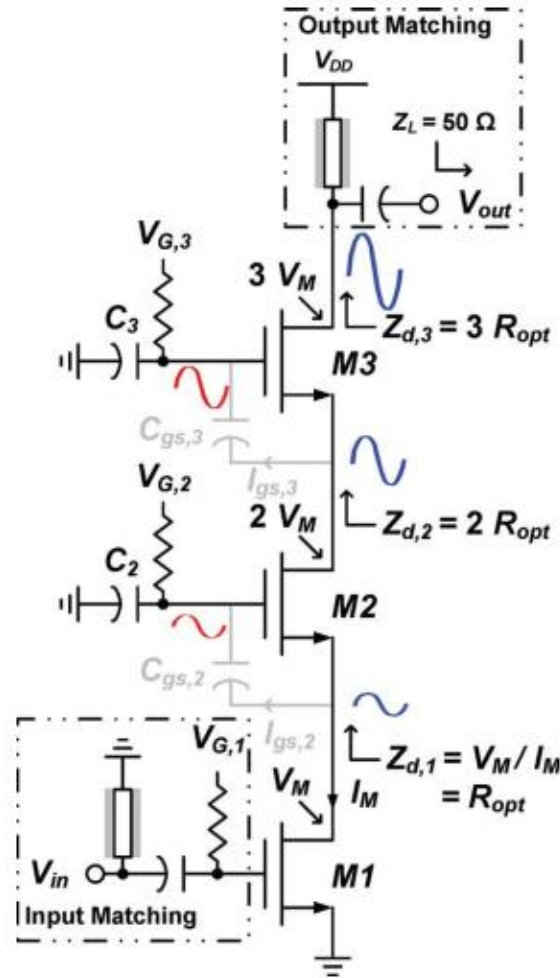 Output Matching
V_DD
Z_L = 50 Ω
V_out
V_G,3
3 V_M
C_3
Z_d,3 = 3 R_opt
M3
C_gs,3
I_gs,3
V_G,2
2 V_M
Z_d,2 = 2 R_opt
C_2
M2
C_gs,2
I_gs,2
V_G,1
V_M
I_M
Z_d,1 = V_M / I_M
= R_opt
V_in
M1
Input Matching